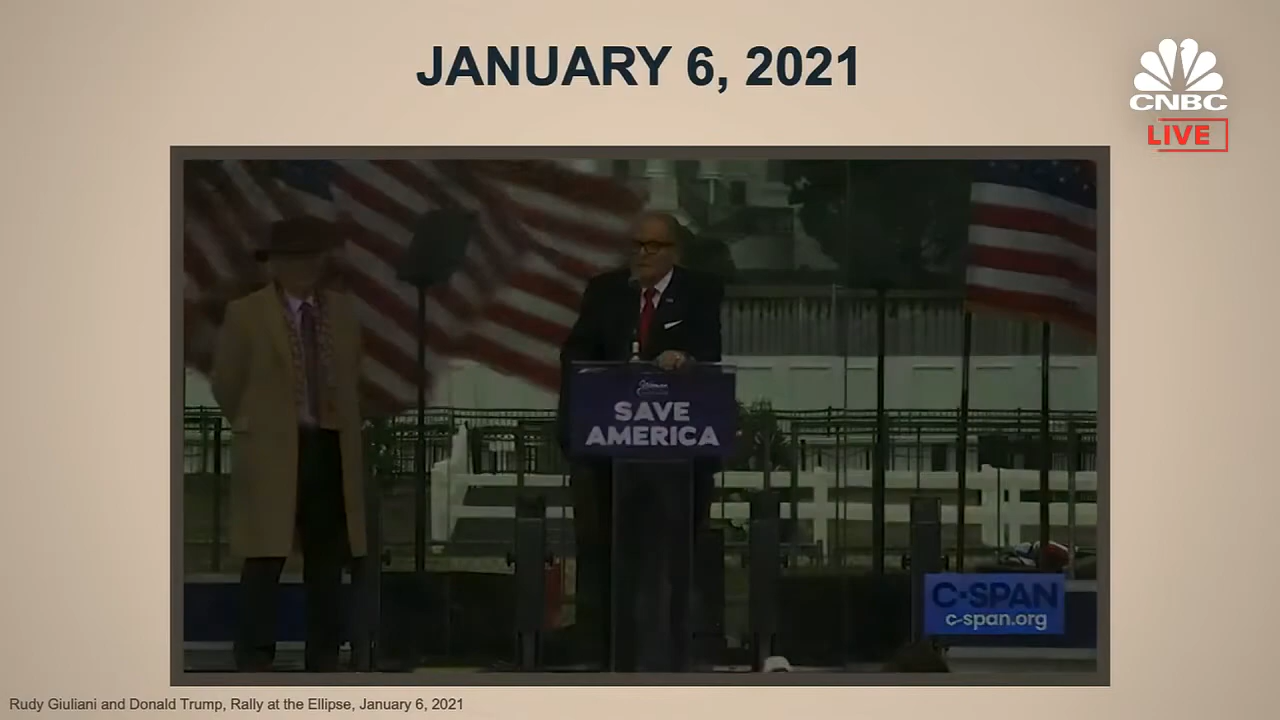 JANUARY 6, 2021
CNBC
LIVE
SAVE
AMERICA
C-SPAN
c-span.org
Rudy Giuliani and Donald Trump, Rally at the Ellipse, January 6, 2021